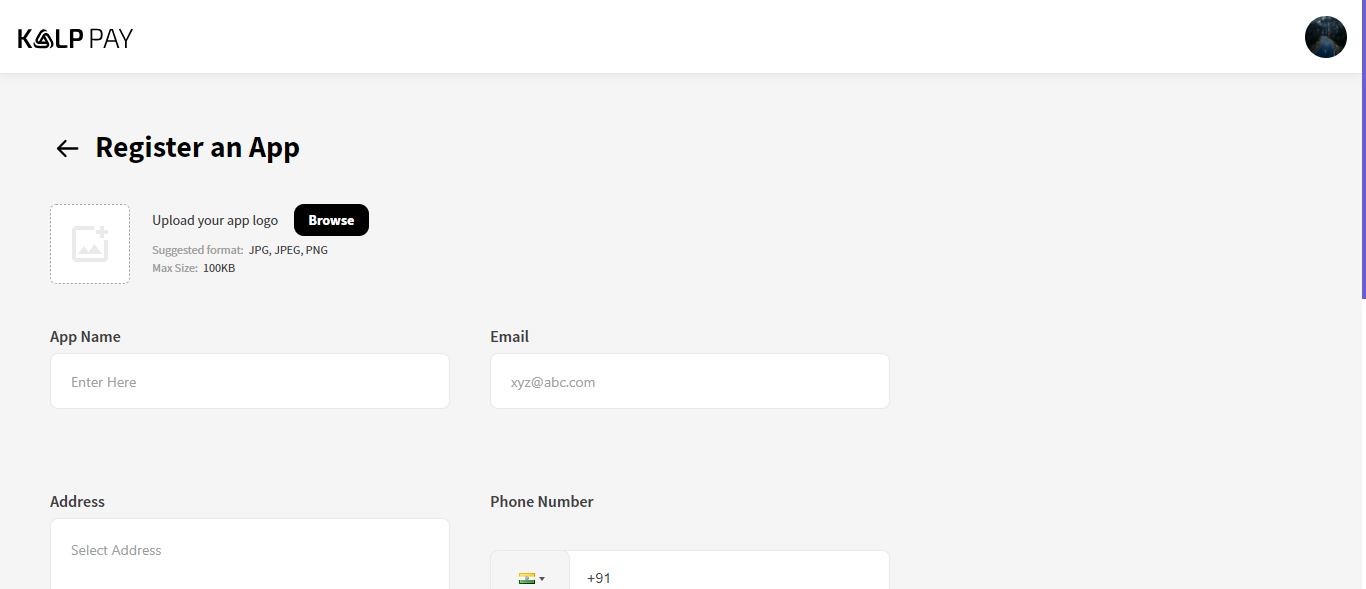 KALP PAY
Register an App
Upload your app logo Browse
Suggested format: JPG, JPEG, PNG
Max Size: 100KB
App Name Email
Enter Here xyz@abc.com
Address Phone Number
Select Address
+91